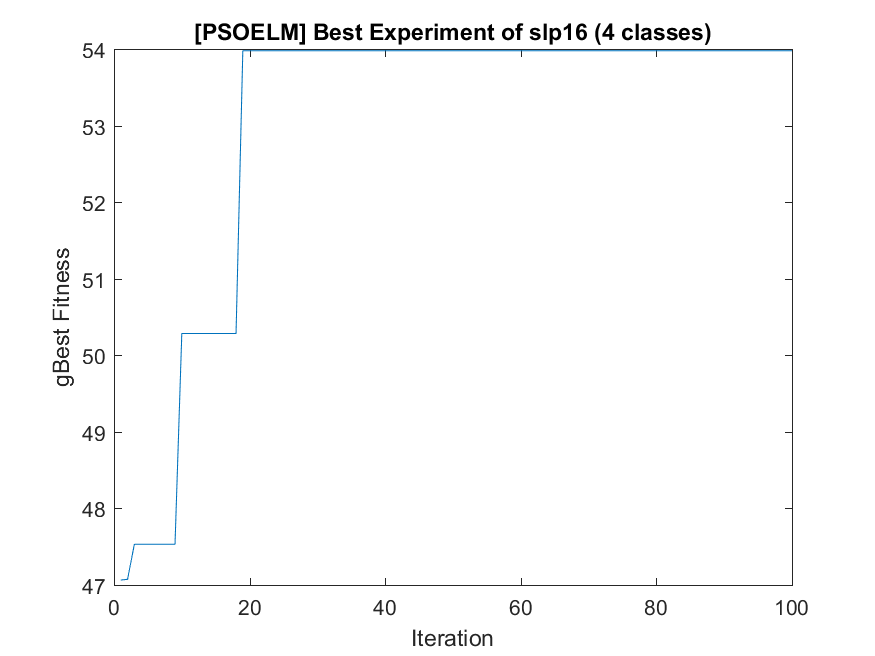 [PSOELM] Best Experiment of slp16 (4 classes)
54
53
52
51
50
49
48
47
gBest Fitness
0 20 40 60 80 100
Iteration